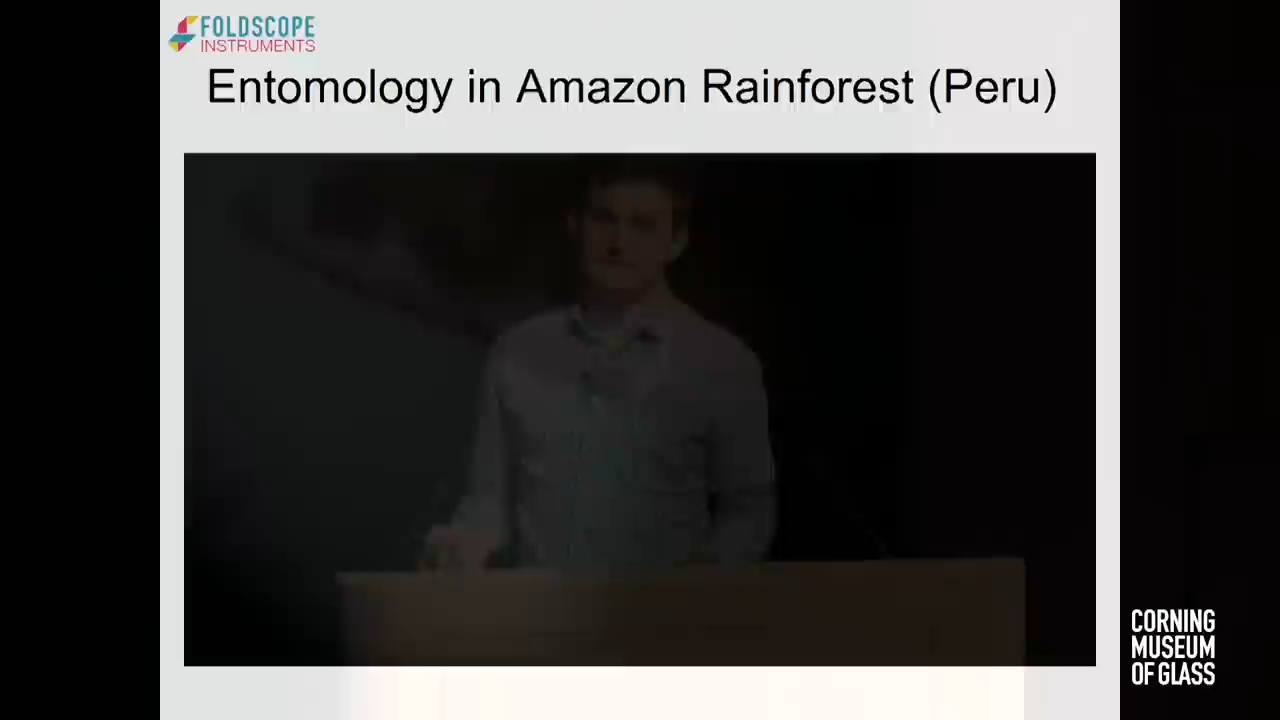 FOLDSCOPE
INSTRUMENTS
Entomology in Amazon Rainforest (Peru)
CORNING
MUSEUM
OF GLASS